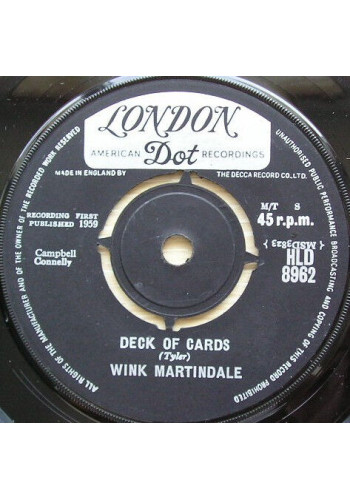 LONDON
AMERICAN Dot RECORDINGS
MADE IN ENGLAND BY THE DECCA RECORD CO. LTD.
RECORDING FIRST
PUBLISHED 1959
Campbell
Connelly
M/T S
45 r.p.m.
{ MSD3833 }
HLD
8962
DECK OF CARDS
(Tyler)
WINK MARTINDALE
ALL RIGHTS OF THE MANUFACTURER AND OF THE OWNER OF THE RECORDED WORK RESERVED
UNAUTHORISED PUBLIC PERFORMANCE BROADCASTING AND COPYING OF THIS RECORD PROHIBITED